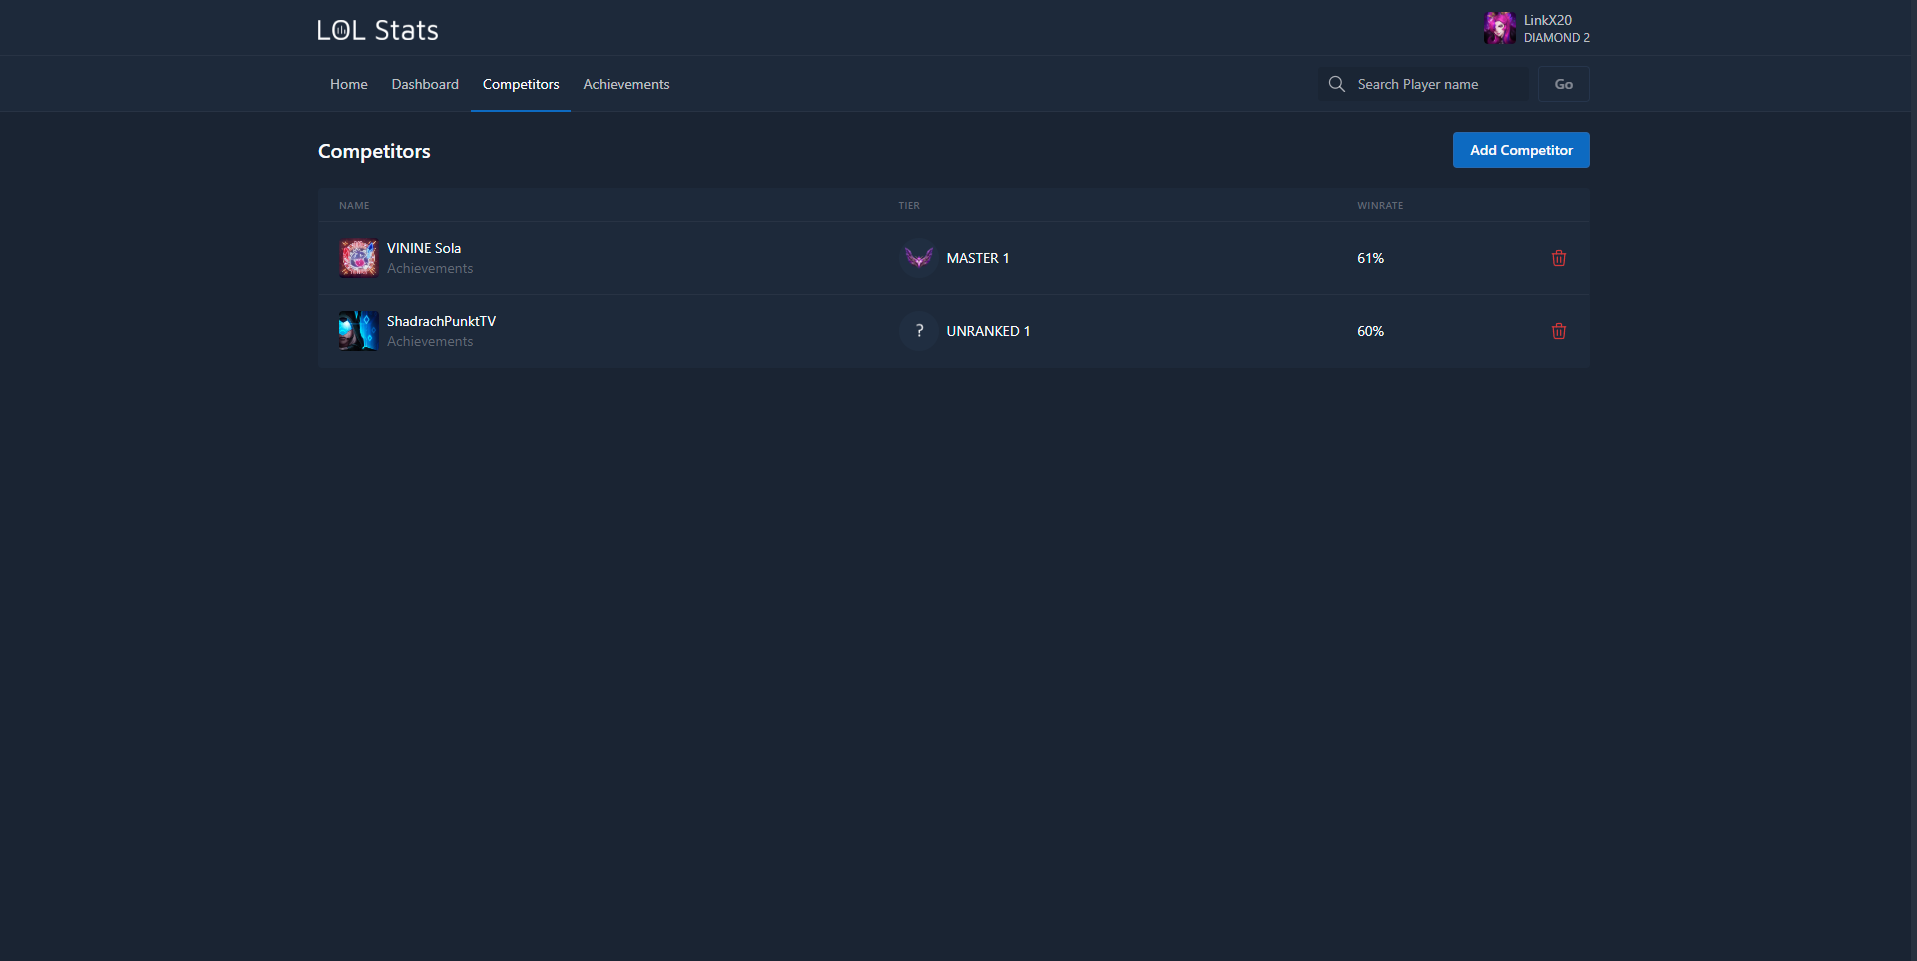 LOL Stats
LinkX20
DIAMOND 2
Home Dashboard Competitors Achievements
Search Player name Go
Competitors
Add Competitor
NAME TIER WINRATE
VININE Sola
Achievements
MASTER 1
61%
ShadrachPunktTV
Achievements
? UNRANKED 1
60%